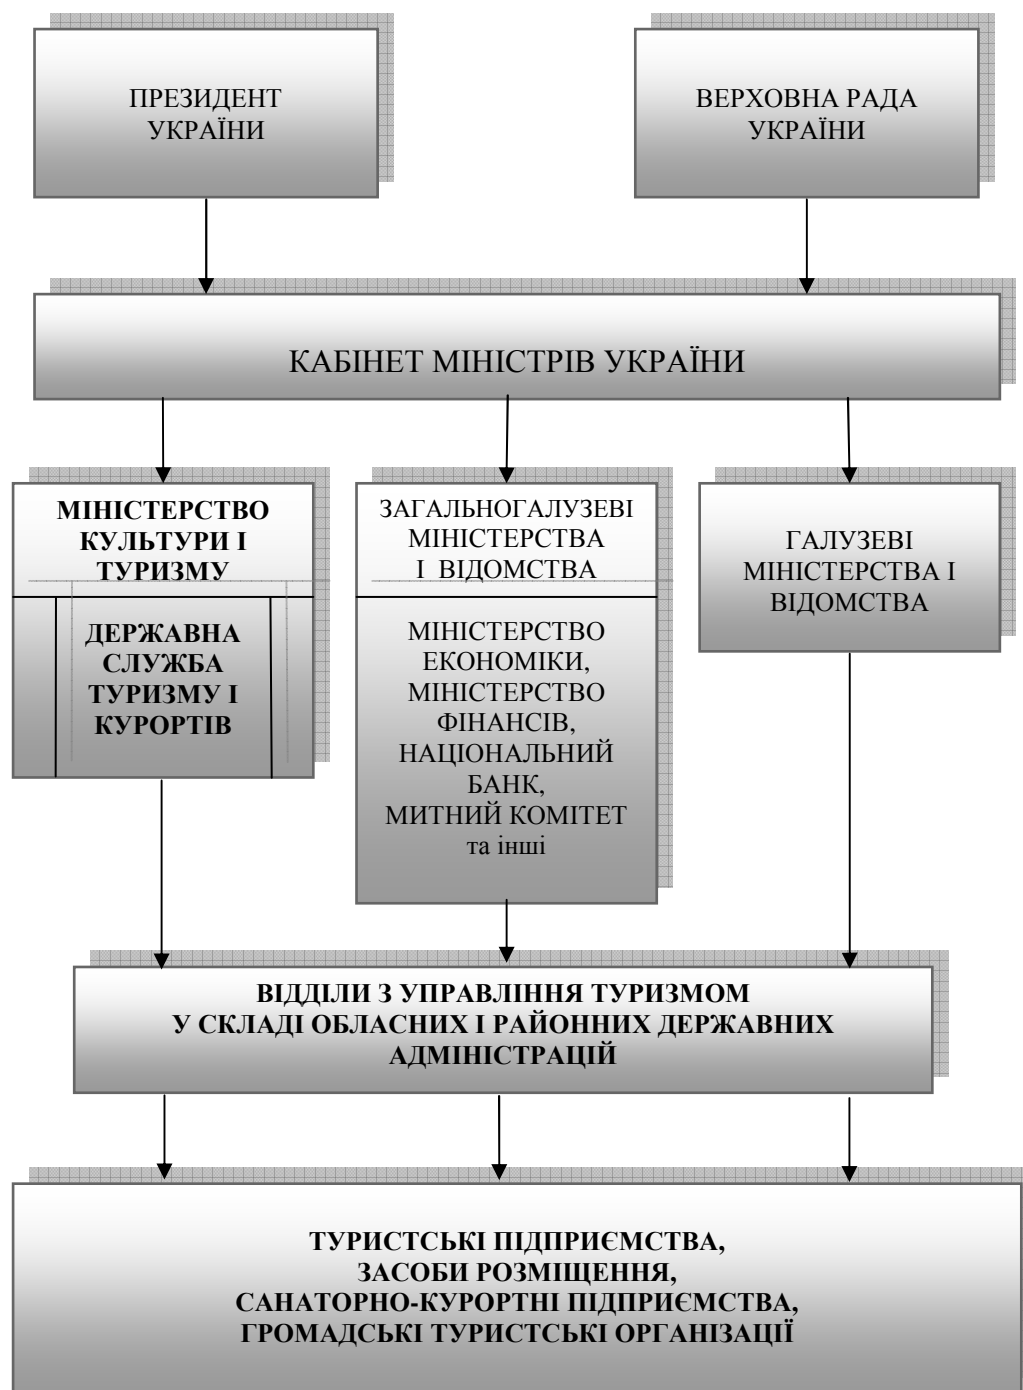 ПРЕЗИДЕНТ
УКРАЇНИ
ВЕРХОВНА РАДА
УКРАЇНИ
КАБІНЕТ МІНІСТРІВ УКРАЇНИ
МІНІСТЕРСТВО
КУЛЬТУРИ І
ТУРИЗМУ
ДЕРЖАВНА
СЛУЖБА
ТУРИЗМУ І
КУРОРТІВ
ЗАГАЛЬНОГАЛУЗЕВІ
МІНІСТЕРСТВА
І ВІДОМСТВА
МІНІСТЕРСТВО
ЕКОНОМІКИ,
МІНІСТЕРСТВО
ФІНАНСІВ,
НАЦІОНАЛЬНИЙ
БАНК,
МИТНИЙ КОМІТЕТ
та інші
ГАЛУЗЕВІ
МІНІСТЕРСТВА І
ВІДОМСТВА
ВІДДІЛИ З УПРАВЛІННЯ ТУРИЗМОМ
У СКЛАДІ ОБЛАСНИХ І РАЙОННИХ ДЕРЖАВНИХ
АДМІНІСТРАЦІЙ
ТУРИСТСЬКІ ПІДПРИЄМСТВА,
ЗАСОБИ РОЗМІЩЕННЯ,
САНАТОРНО-КУРОРТНІ ПІДПРИЄМСТВА,
ГРОМАДСЬКІ ТУРИСТСЬКІ ОРГАНІЗАЦІЇ